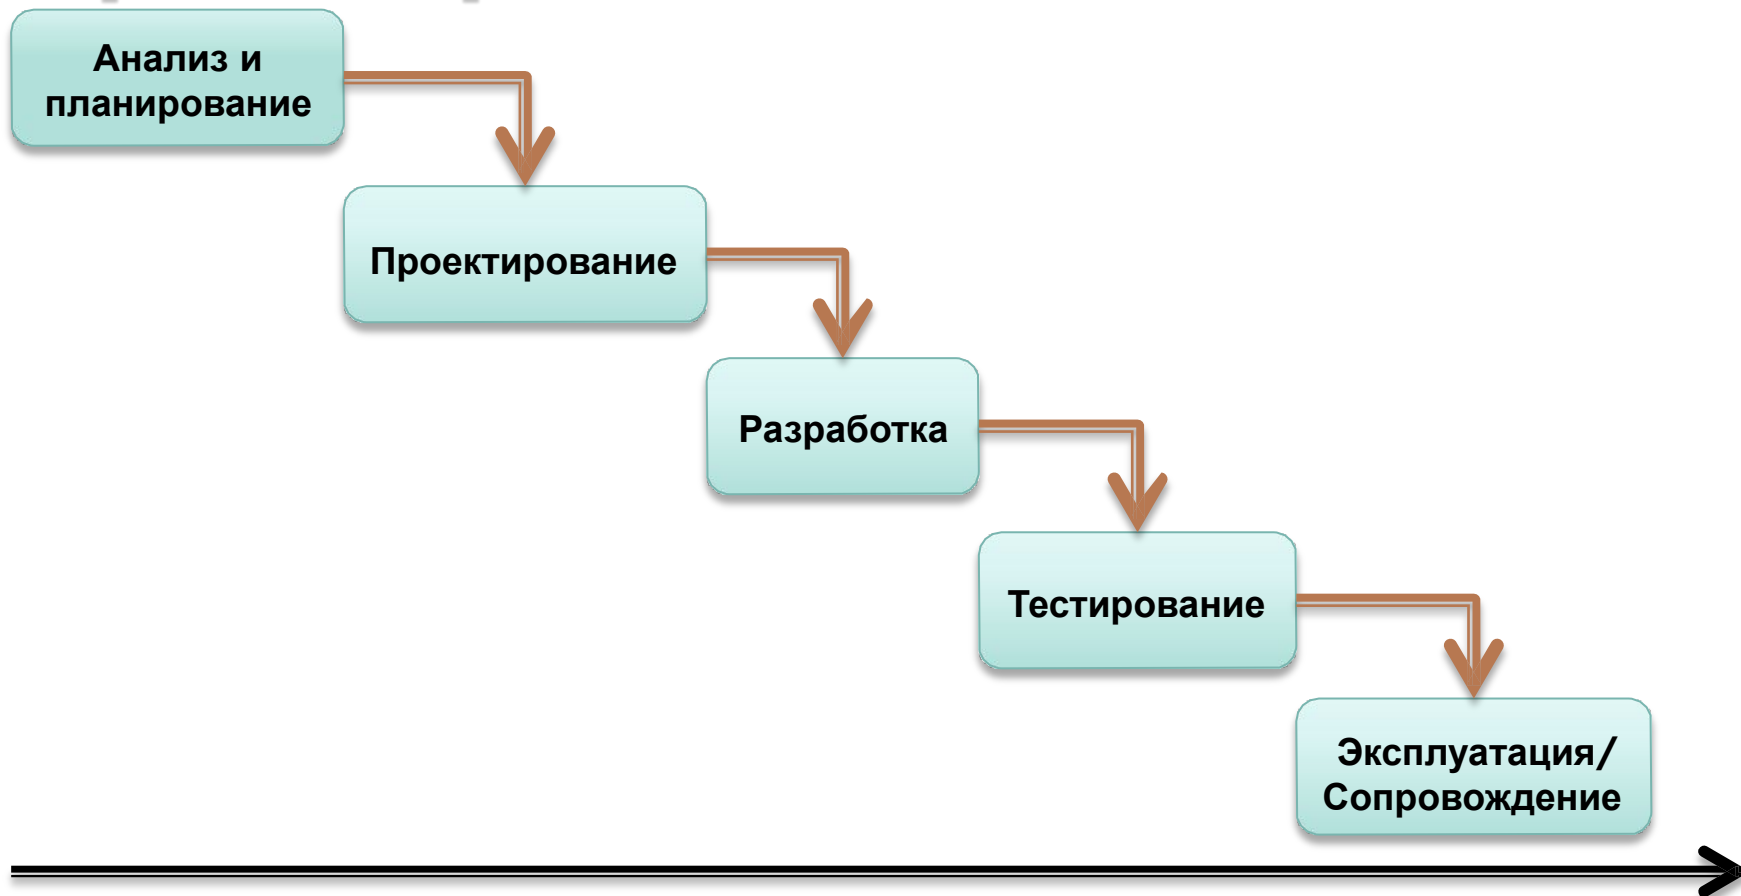 Анализ и
планирование
Проектирование
Разработка
Тестирование
Эксплуатация/
Сопровождение